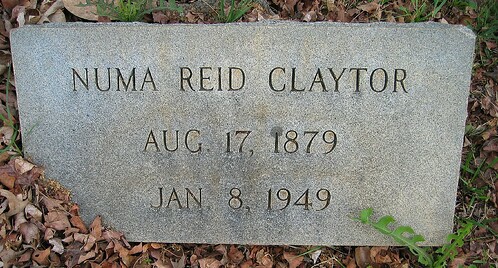 NUMA REID CLAYTOR
AUG 17, 1879
JAN 8, 1949